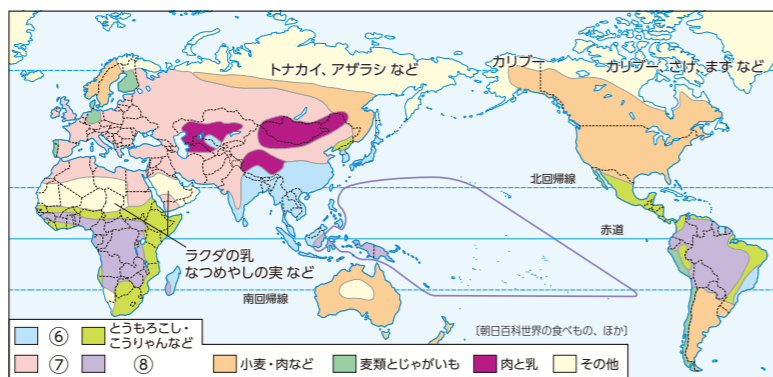 トナカイ、アザラシ など
カリブー
カリブー、さけ、ます など
北回帰線
赤道
ラクダの乳
なつめやしの実 など
南回帰線
〔朝日百科世界の食べもの、ほか〕
⑥
とうもろこし・
こうりゃんなど
⑦
⑧
小麦・肉など
麦類とじゃがいも
肉と乳
その他